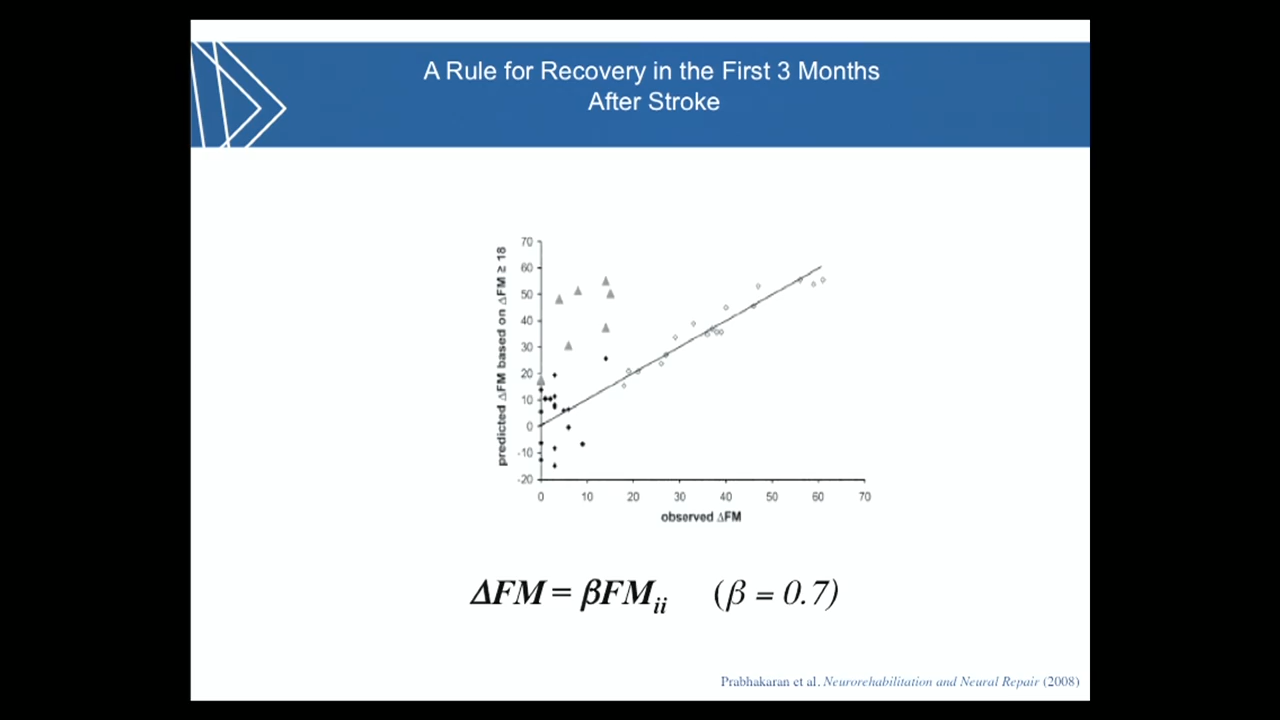 A Rule for Recovery in the First 3 Months
After Stroke
predicted ΔFM based on ΔFM ≥ 18
70
60
50
40
30
20
10
0
-10
-20
0 10 20 30 40 50 60 70
observed ΔFM
ΔFM = βFMii (β = 0.7)
Prabhakaran et al, Neurorehabilitation and Neural Repair (2008)